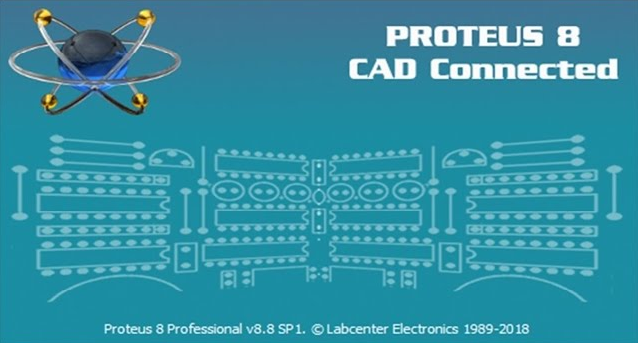 PROTEUS 8
CAD Connected
Proteus 8 Professional v8.8 SP1. © Labcenter Electronics 1989-2018